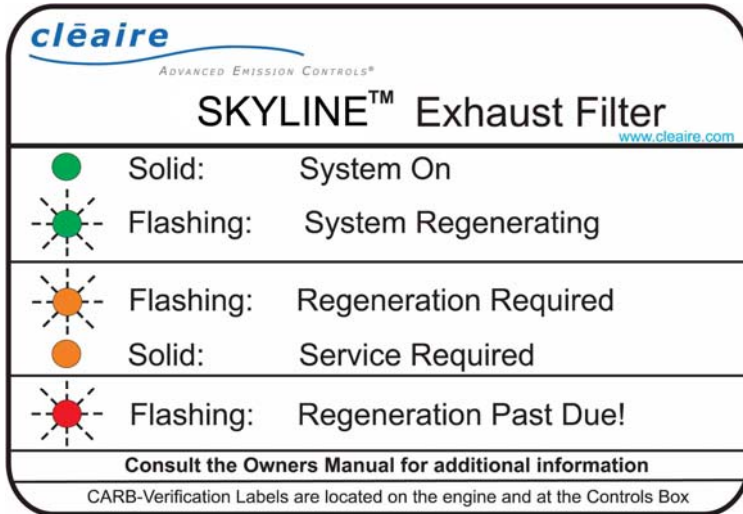 clēaire
ADVANCED EMISSION CONTROLS®
SKYLINE™ Exhaust Filter
www.cleaire.com
Solid: System On
Flashing: System Regenerating
Flashing: Regeneration Required
Solid: Service Required
Flashing: Regeneration Past Due!
Consult the Owners Manual for additional information
CARB-Verification Labels are located on the engine and at the Controls Box